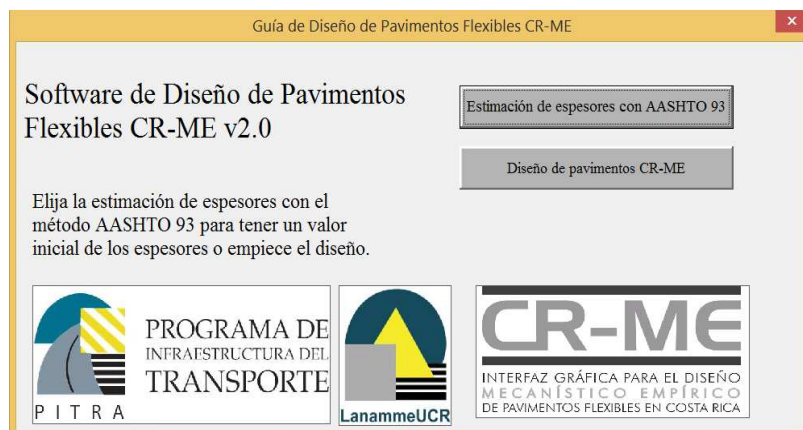 Guía de Diseño de Pavimentos Flexibles CR-ME
x
Software de Diseño de Pavimentos
Flexibles CR-ME v2.0
Estimación de espesores con AASHTO 93
Diseño de pavimentos CR-ME
Elija la estimación de espesores con el
método AASHTO 93 para tener un valor
inicial de los espesores o empiece el diseño.
PITRA
PROGRAMA DE
INFRAESTRUCTURA DEL
TRANSPORTE
LanammeUCR
CR-ME
INTERFAZ GRÁFICA PARA EL DISEÑO
MECANÍSTICO EMPÍRICO
DE PAVIMENTOS FLEXIBLES EN COSTA RICA